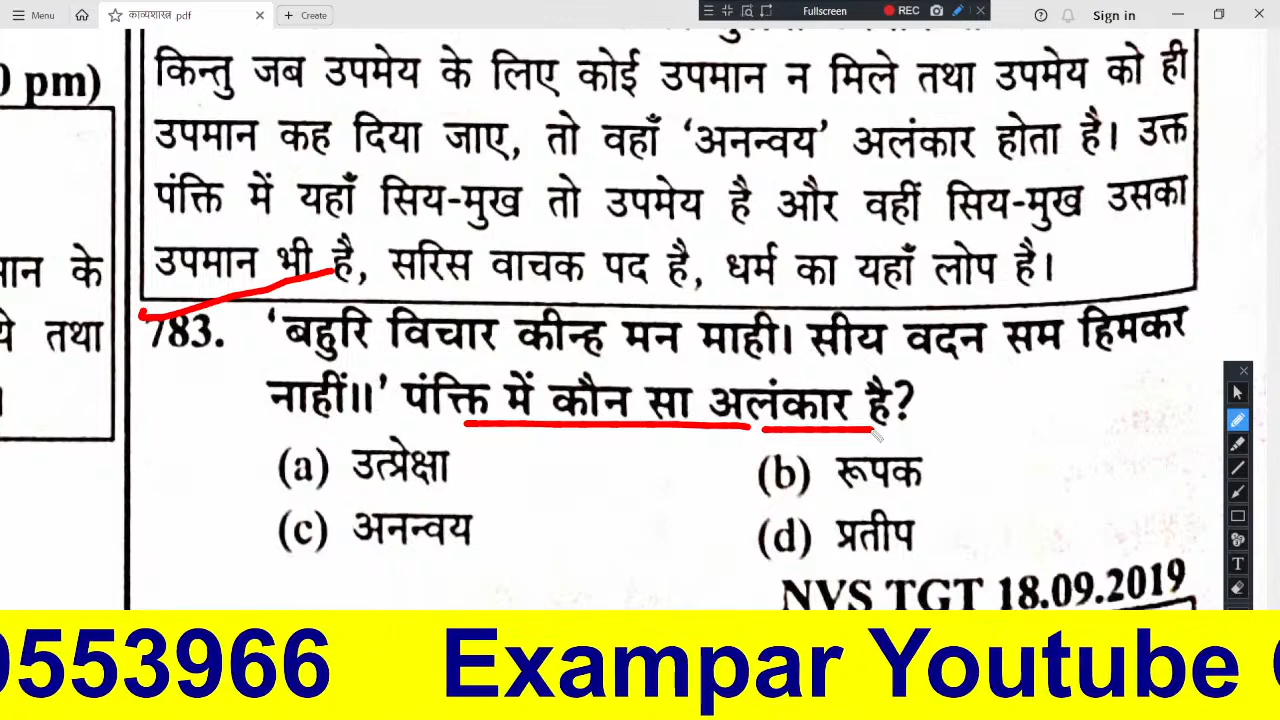 Menu
काव्यशास्त्र pdf
Create
Fullscreen
REC
Sign in
0 pm)
मान के
ये तथा
किन्तु जब उपमेय के लिए कोई उपमान न मिले तथा उपमेय को ही
उपमान कह दिया जाए, तो वहाँ ‘अनन्वय’ अलंकार होता है। उक्त
पंक्ति में यहाँ सिय-मुख तो उपमेय है और वहीं सिय-मुख उसका
उपमान भी है, सरिस वाचक पद है, धर्म का यहाँ लोप है।
783. ‘बहुरि विचार कीन्ह मन माही। सीय वदन सम हिमकर
नाहीं॥’ पंक्ति में कौन सा अलंकार है?
(a) उत्प्रेक्षा (b) रूपक
(c) अनन्वय (d) प्रतीप
NVS TGT 18.09.2019
0553966 Exampar Youtube